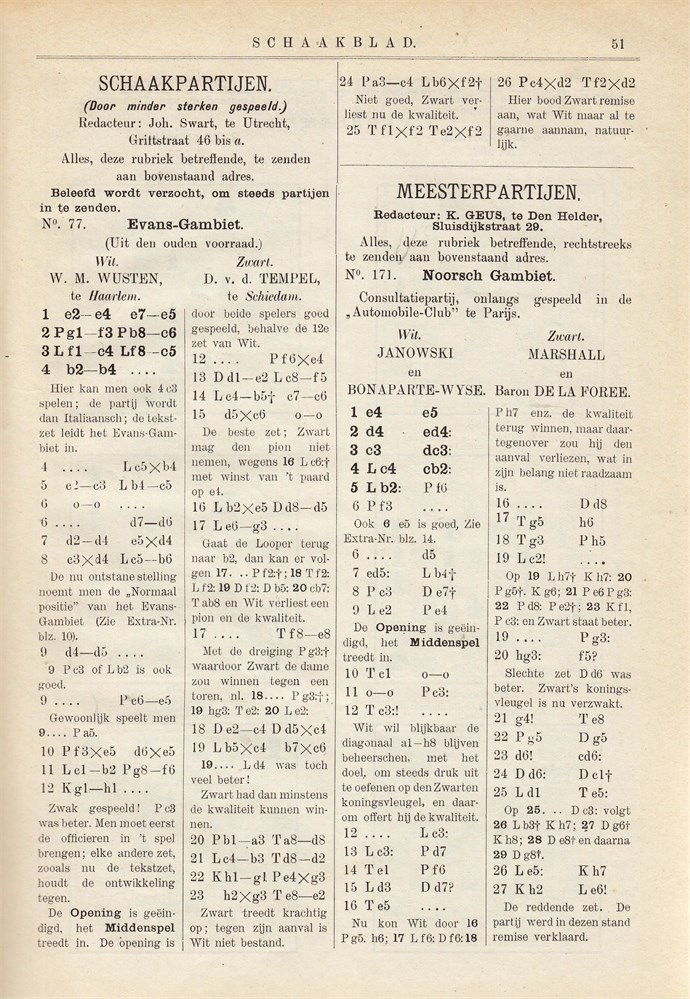 SCHAAKBLAD. 51
SCHAAKPARTIJEN.
(Door minder sterken gespeeld.)
Redacteur: Joh. Swart, te Utrecht,
Grittstraat 46 bis a.
Alles, deze rubriek betreffende, te zenden
aan bovenstaand adres.
Beleefd wordt verzocht, om steeds partijen
in te zenden.
No. 77. Evans-Gambiet.
(Uit den ouden voorraad.)
Wit. Zwart.
W. M. WUSTEN, D. v. d. TEMPEL,
te Haarlem. te Schiedam.
1 e2—e4 e7—e5
2 Pg1—f3 Pb8—c6
3 Lf1—c4 Lf8—c5
4 b2—b4 ....
Hier kan men ook 4 c3
spelen; de partij wordt
dan Italiaansch; de tekst-
zet leidt het Evans-Gam-
biet in.
4 .... Lc5×b4
5 c2—c3 Lb4—c5
6 o—o ....
6 .... d7—d6
7 d2—d4 e5×d4
8 c3×d4 Lc5—b6
De nu ontstane stelling
noemt men de „Normaal
positie” van het Evans-
Gambiet (Zie Extra-Nr.
blz. 10).
9 d4—d5 ....
9 Pc3 of Lb2 is ook
goed.
9 .... Pc6—e5
Gewoonlijk speelt men
9.... Pa5.
10 Pf3×e5 d6×e5
11 Lc1—b2 Pg8—f6
12 Kg1—h1 ....
Zwak gespeeld! Pc3
was beter. Men moet eerst
de officieren in 't spel
brengen; elke andere zet,
zooals nu de tekstzet,
houdt de ontwikkeling
tegen.
De Opening is geëin-
digd, het Middenspel
treedt in. De opening is
door beide spelers goed
gespeeld, behalve de 12e
zet van Wit.
12 .... Pf6×e4
13 Dd1—e2 Lc8—f5
14 Lc4—b5† c7—c6
15 d5×c6 o—o
De beste zet; Zwart
mag den pion niet
nemen, wegens 16 Lc6:†
met winst van 't paard
op e4.
16 Lb2×e5 Dd8—d5
17 Le6—g3 ....
Gaat de Looper terug
naar b2, dan kan er vol-
gen 17. .. Pf2:†; 18 Tf2:
Lf2: 19 Df2: Db5: 20 cb7:
Tab8 en Wit verliest een
pion en de kwaliteit.
17 .... Tf8—e8
Met de dreiging Pg3:†
waardoor Zwart de dame
zou winnen tegen een
toren, nl. 18.... Pg3:†;
19 hg3: Te2: 20 Le2:
18 De2—c4 Dd5×c4
19 Lb5×c4 b7×c6
19.... Ld4 was toch
veel beter!
Zwart had dan minstens
de kwaliteit kunnen win-
nen.
20 Pb1—a3 Ta8—d8
21 Lc4—b3 Td8—d2
22 Kh1—g1 Pe4×g3
23 h2×g3 Te8—e2
Zwart treedt krachtig
op; tegen zijn aanval is
Wit niet bestand.
24 Pa3—c4 Lb6×f2†
Niet goed, Zwart ver-
liest nu de kwaliteit.
25 Tf1×f2 Te2×f2
26 Pc4×d2 Tf2×d2
Hier bood Zwart remise
aan, wat Wit maar al te
gaarne aannam, natuur-
lijk.
MEESTERPARTIJEN.
Redacteur: K. GEUS, te Den Helder,
Sluisdijkstraat 29.
Alles, deze rubriek betreffende, rechtstreeks
te zenden aan bovenstaand adres.
No. 171. Noorsch Gambiet.
Consultatiepartij, onlangs gespeeld in de
„Automobile-Club” te Parijs.
Wit. Zwart.
JANOWSKI MARSHALL
en en
BONAPARTE-WYSE. Baron DE LA FOREE.
1 e4 e5
2 d4 ed4:
3 c3 dc3:
4 Lc4 cb2:
5 Lb2: Pf6
6 Pf3 ....
Ook 6 e5 is goed, Zie
Extra-Nr. blz. 14.
6 .... d5
7 ed5: Lb4†
8 Pc3 De7†
9 Le2 Pe4
De Opening is geëin-
digd, het Middenspel
treedt in.
10 Tc1 o—o
11 o—o Pc3:
12 Tc3:! ....
Wit wil blijkbaar de
diagonaal a1—h8 blijven
beheerschen, met het
doel, om steeds druk uit
te oefenen op den Zwarten
koningsvleugel, en daar-
om offert hij de kwaliteit.
12 .... Lc3:
13 Lc3: Pd7
14 Te1 Pf6
15 Ld3 Dd7?
16 Te5 ....
Nu kon Wit door 16
Pg5. h6; 17 Lf6: Df6: 18
Ph7 enz. de kwaliteit
terug winnen, maar daar-
tegenover zou hij den
aanval verliezen, wat in
zijn belang niet raadzaam
is.
16 .... Dd8
17 Tg5 h6
18 Tg3 Ph5
19 Le2! ....
Op 19 Lh7† Kh7: 20
Pg5†. Kg6; 21 Pe6 Pg3:
22 Pd8: Pe2†; 23 Kf1,
Pc3: en Zwart staat beter.
19 .... Pg3:
20 hg3: f5?
Slechte zet Dd6 was
beter. Zwart's konings-
vleugel is nu verzwakt.
21 g4! Te8
22 Pg5 Dg5
23 d6! cd6:
24 Dd6: Dc1†
25 Ld1 Te5:
Op 25. .. Dc3: volgt
26 Lb3† Kh7; 27 Dg6†
Kh8; 28 De8† en daarna
29 Dg8†.
26 Le5: Kh7
27 Kh2 Le6!
De reddende zet. De
partij werd in dezen stand
remise verklaard.